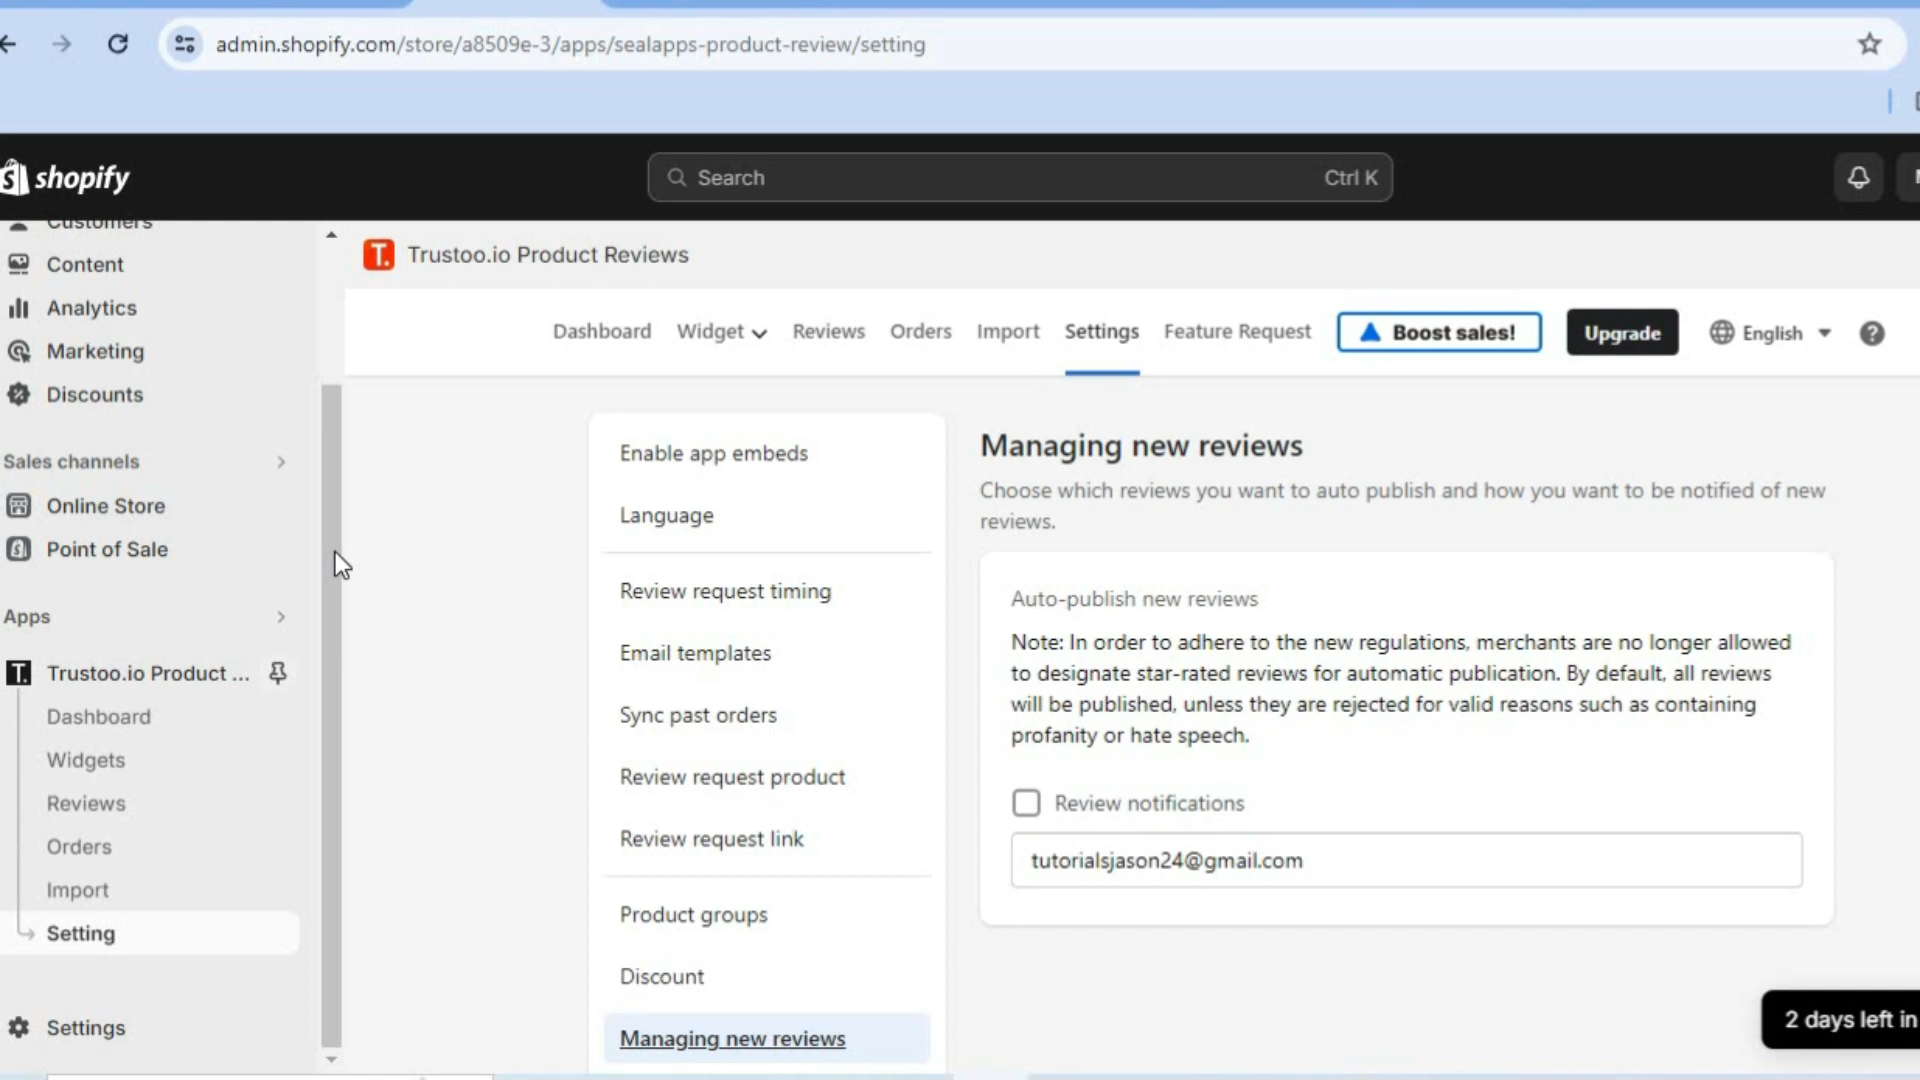 admin.shopify.com/store/a8509e-3/apps/sealapps-product-review/setting
shopify
Search
Ctrl K
Customers
Content
Analytics
Marketing
Discounts
Sales channels
Online Store
Point of Sale
Apps
Trustoo.io Product ...
Dashboard
Widgets
Reviews
Orders
Import
Setting
Settings
T. Trustoo.io Product Reviews
Dashboard Widget Reviews Orders Import Settings Feature Request Boost sales! Upgrade English
Enable app embeds
Language
Review request timing
Email templates
Sync past orders
Review request product
Review request link
Product groups
Discount
Managing new reviews
Managing new reviews
Choose which reviews you want to auto publish and how you want to be notified of new
reviews.
Auto-publish new reviews
Note: In order to adhere to the new regulations, merchants are no longer allowed
to designate star-rated reviews for automatic publication. By default, all reviews
will be published, unless they are rejected for valid reasons such as containing
profanity or hate speech.
Review notifications
tutorialsjason24@gmail.com
2 days left in